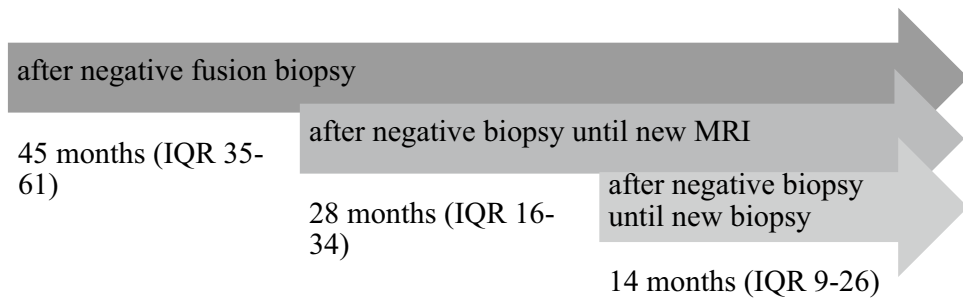 after negative fusion biopsy
45 months (IQR 35-
61)
after negative biopsy until new MRI
28 months (IQR 16-
34)
after negative biopsy
until new biopsy
14 months (IQR 9-26)